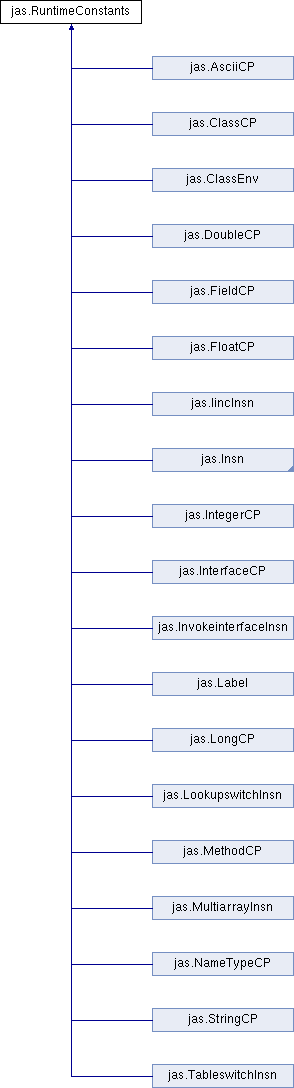 jas.RuntimeConstants
jas.AsciiCP
jas.ClassCP
jas.ClassEnv
jas.DoubleCP
jas.FieldCP
jas.FloatCP
jas.IincInsn
jas.Insn
jas.IntegerCP
jas.InterfaceCP
jas.InvokeinterfaceInsn
jas.Label
jas.LongCP
jas.LookupswitchInsn
jas.MethodCP
jas.MultiarrayInsn
jas.NameTypeCP
jas.StringCP
jas.TableswitchInsn